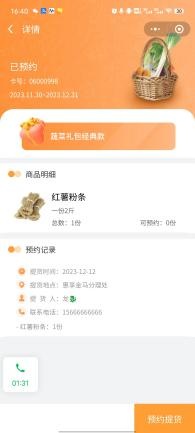 16:40
30
详情
已预约
卡号：06000998
2023.11.30~2023.12.31
蔬菜礼包经典款
商品明细
红薯粉条
一份2斤
总数：1份 可预约：0份
预约记录
提货时间：2023-12-12
提货地点：惠享金马分理处
提 货 人：龙🐉
联系电话：15666666666
- 红薯粉条：1份
01:31
预约提货